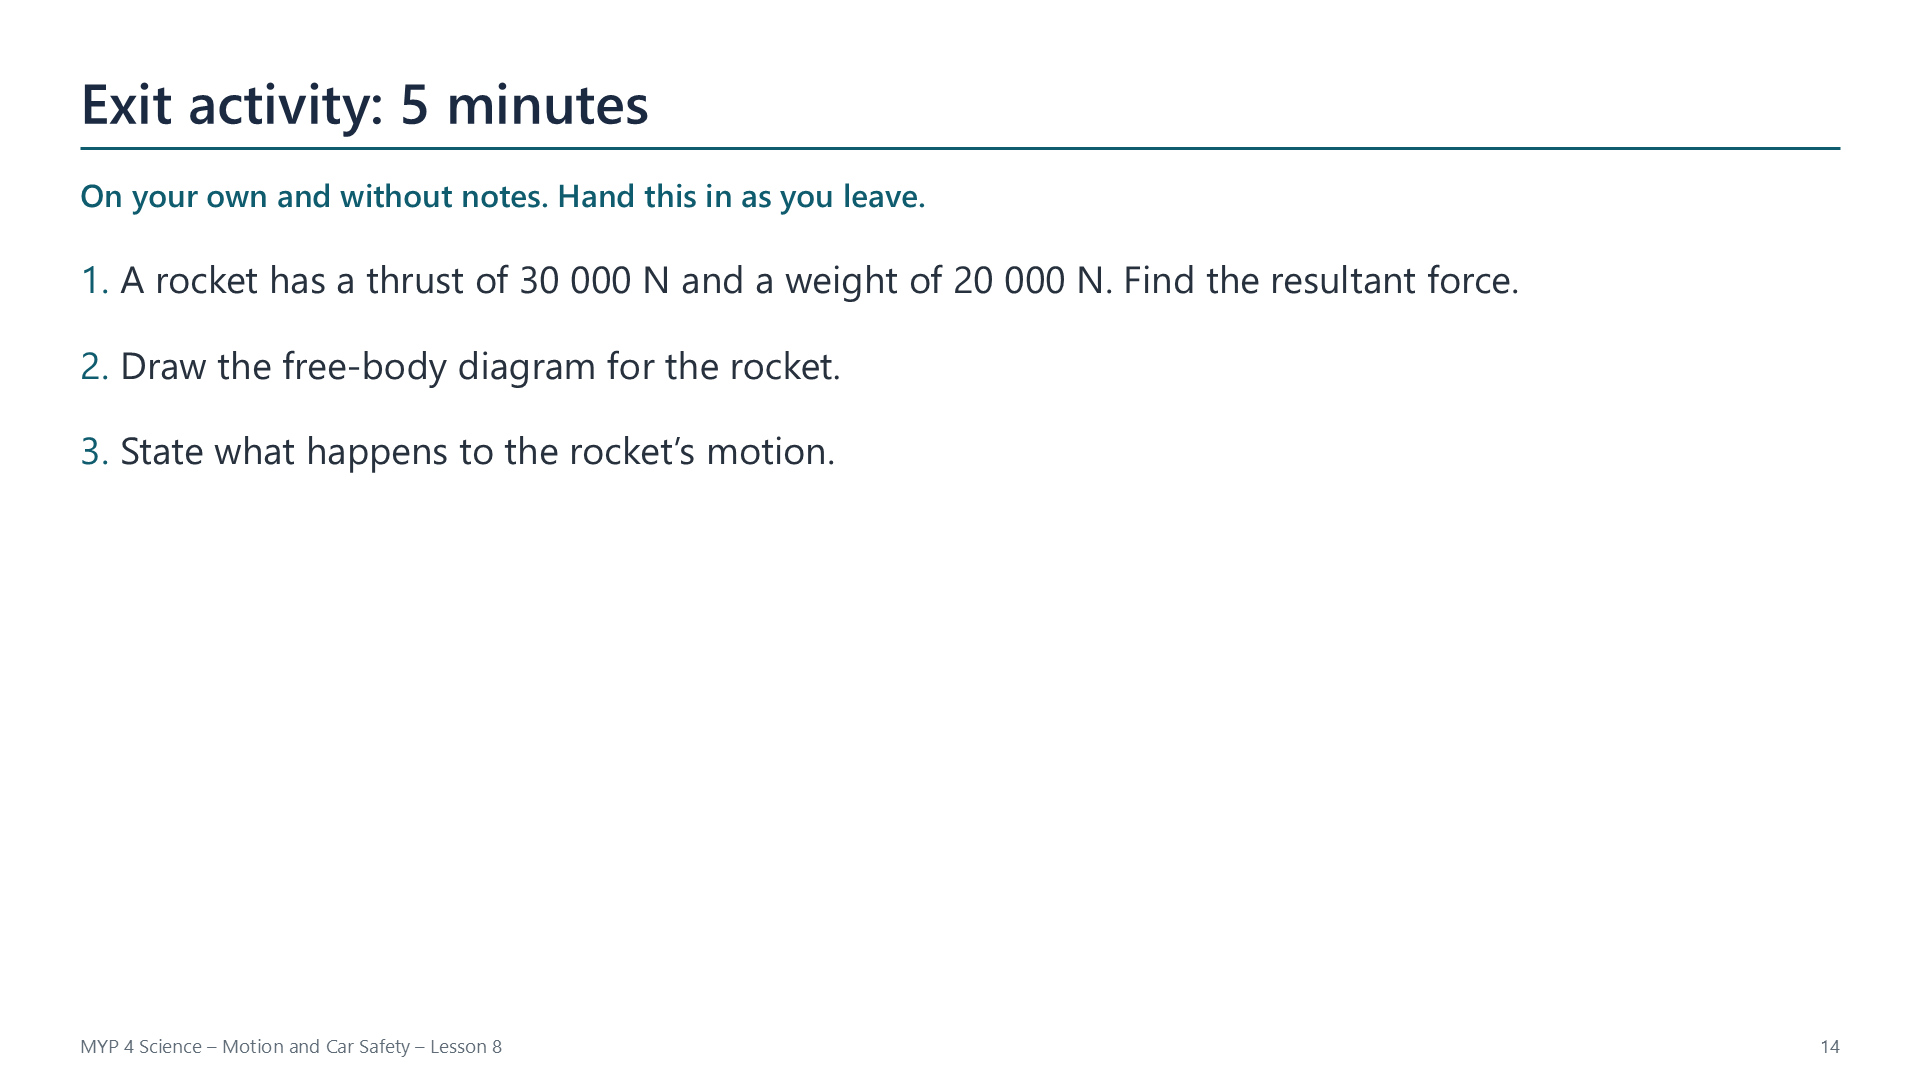 Exit activity: 5 minutes
On your own and without notes. Hand this in as you leave.
1. A rocket has a thrust of 30 000 N and a weight of 20 000 N. Find the resultant force.
2. Draw the free-body diagram for the rocket.
3. State what happens to the rocket’s motion.
MYP 4 Science – Motion and Car Safety – Lesson 8
14